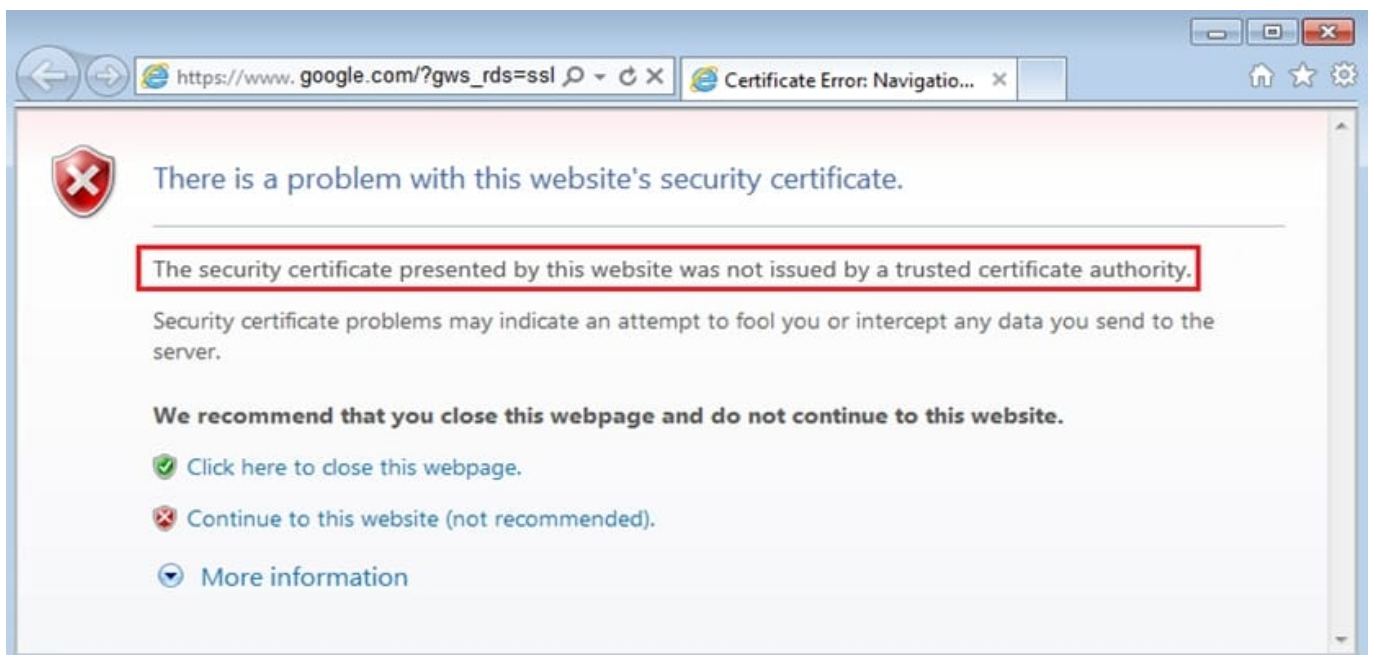 https://www. google.com/?gws_rds=ssl
Certificate Error: Navigatio...
There is a problem with this website's security certificate.
The security certificate presented by this website was not issued by a trusted certificate authority.
Security certificate problems may indicate an attempt to fool you or intercept any data you send to the
server.
We recommend that you close this webpage and do not continue to this website.
Click here to close this webpage.
Continue to this website (not recommended).
More information